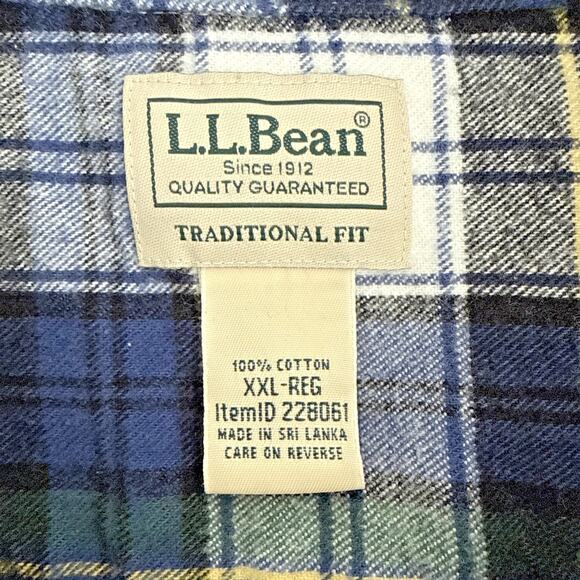 L.L.Bean®
Since 1912
QUALITY GUARANTEED
TRADITIONAL FIT
100% COTTON
XXL-REG
ItemID 228061
MADE IN SRI LANKA
CARE ON REVERSE